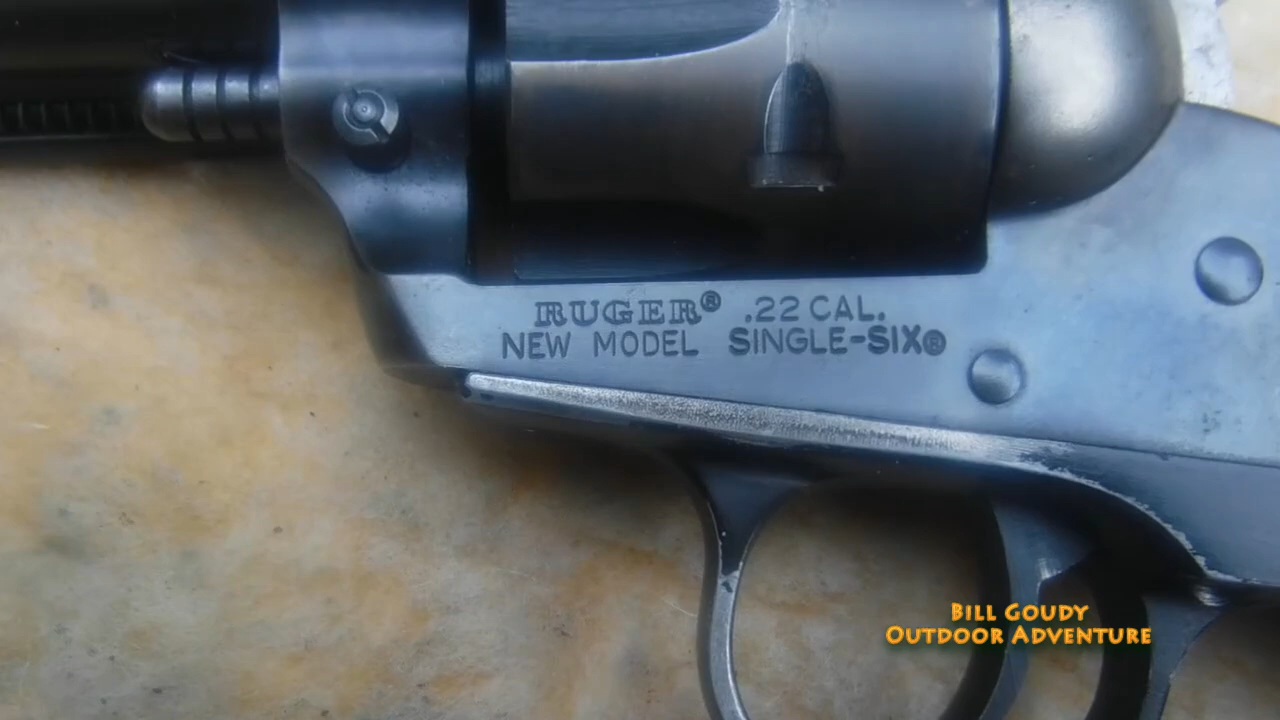 RUGER® .22 CAL.
NEW MODEL SINGLE-SIX®
BILL GOUDY
OUTDOOR ADVENTURE